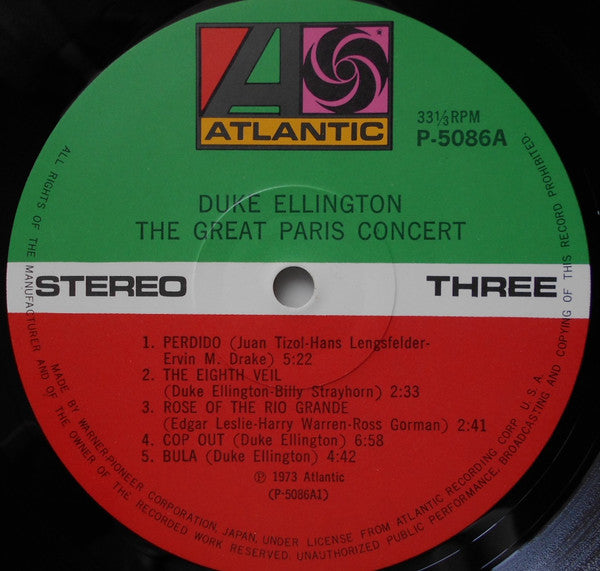 ATLANTIC
33⅓RPM
P-5086A
DUKE ELLINGTON
THE GREAT PARIS CONCERT
STEREO
THREE
1. PERDIDO (Juan Tizol-Hans Lengsfelder-
Ervin M. Drake) 5:22
2. THE EIGHTH VEIL
(Duke Ellington-Billy Strayhorn) 2:33
3. ROSE OF THE RIO GRANDE
(Edgar Leslie-Harry Warren-Ross Gorman) 2:41
4. COP OUT (Duke Ellington) 6:58
5. BULA (Duke Ellington) 4:42
℗ 1973 Atlantic
(P-5086A1)
ALL RIGHTS OF THE MANUFACTURER AND OF THE OWNER OF THE RECORDED WORK RESERVED. UNAUTHORIZED PUBLIC PERFORMANCE, BROADCASTING AND COPYING OF THIS RECORD PROHIBITED.
MADE BY WARNER-PIONEER CORPORATION, JAPAN, UNDER LICENSE FROM ATLANTIC RECORDING CORP. U. S. A.